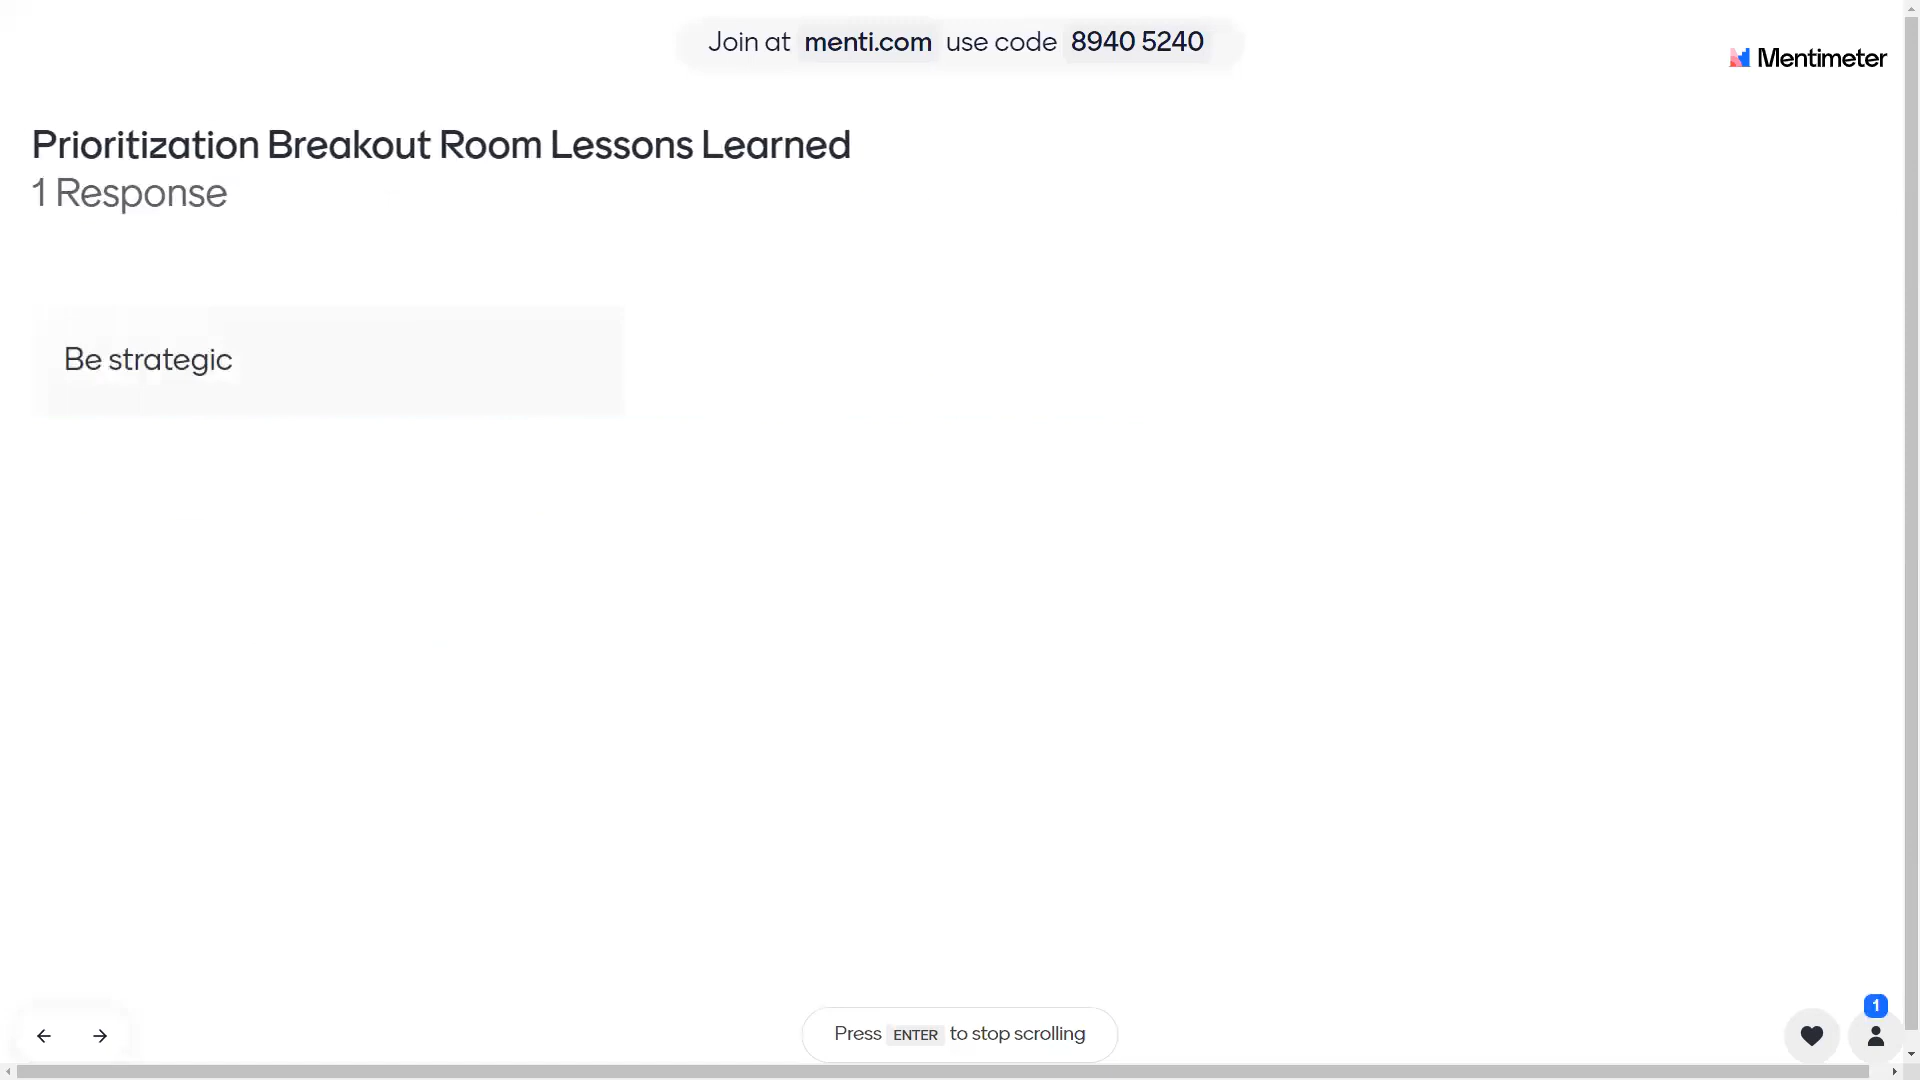 Join at menti.com use code 8940 5240
Mentimeter
Prioritization Breakout Room Lessons Learned
1 Response
Be strategic
Press ENTER to stop scrolling
1